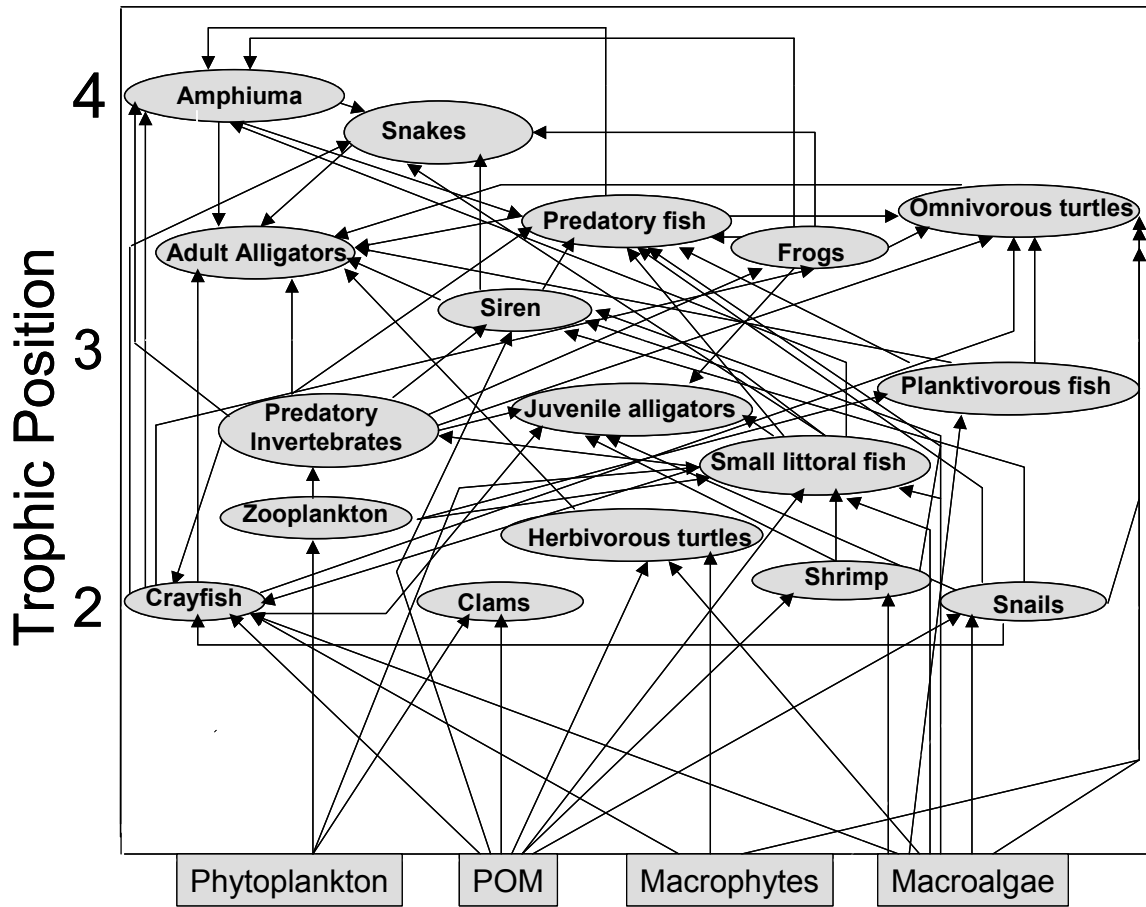 4
Amphiuma
Snakes
Predatory fish
Omnivorous turtles
Adult Alligators
Frogs
Siren
3
Planktivorous fish
Juvenile alligators
Predatory
Invertebrates
Small littoral fish
Zooplankton
Herbivorous turtles
Shrimp
2
Crayfish
Clams
Snails
Trophic Position
Phytoplankton
POM
Macrophytes
Macroalgae